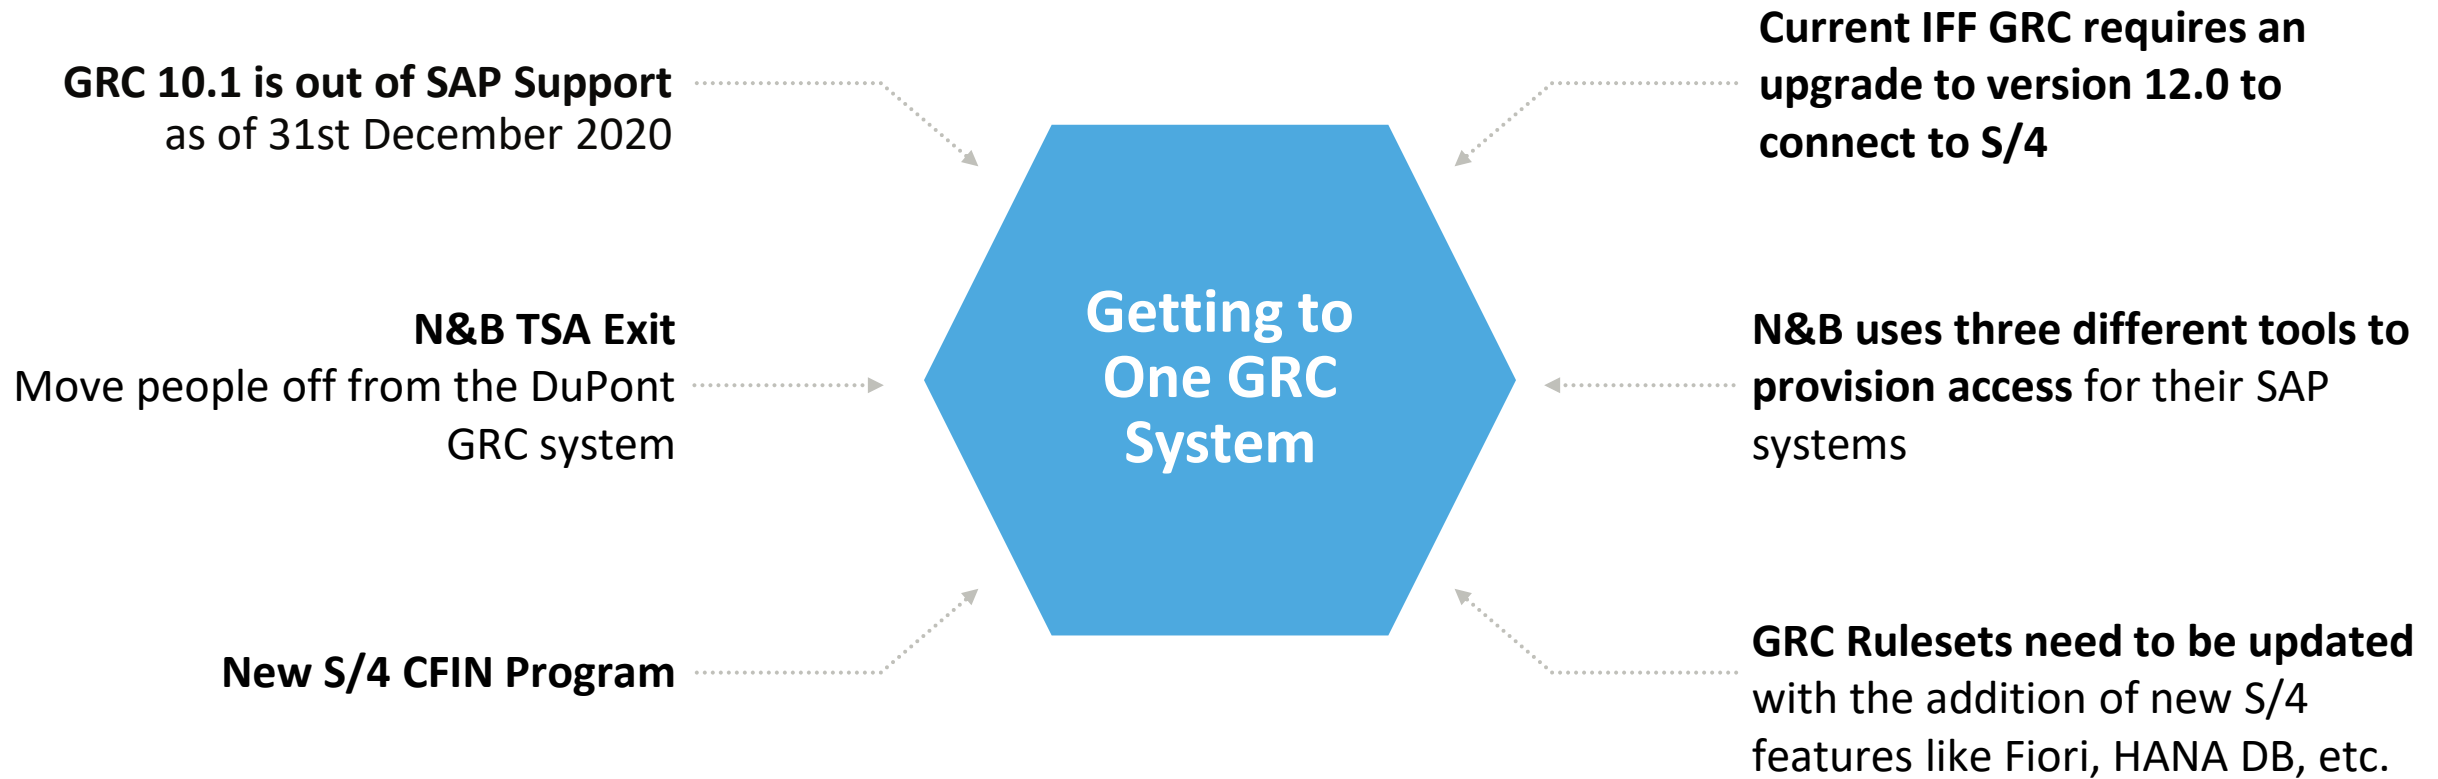 GRC 10.1 is out of SAP Support
as of 31st December 2020
N&B TSA Exit
Move people off from the DuPont
GRC system
New S/4 CFIN Program
Getting to
One GRC
System
Current IFF GRC requires an
upgrade to version 12.0 to
connect to S/4
N&B uses three different tools to
provision access for their SAP
systems
GRC Rulesets need to be updated
with the addition of new S/4
features like Fiori, HANA DB, etc.